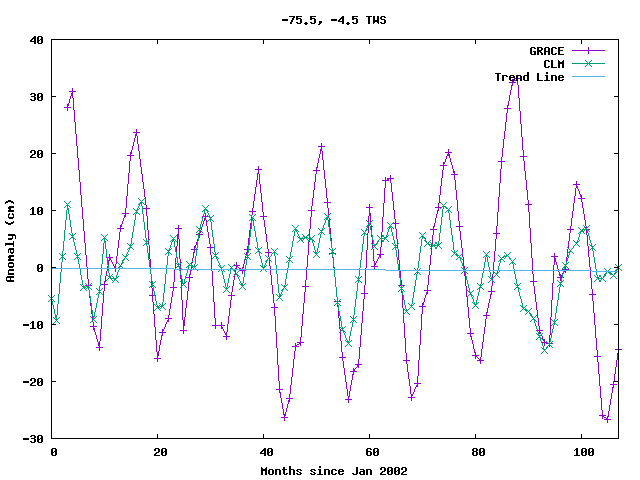 -75.5, -4.5 TWS
GRACE
CLM
Trend Line
Anomaly (cm)
40
30
20
10
0
-10
-20
-30
0 20 40 60 80 100
Months since Jan 2002